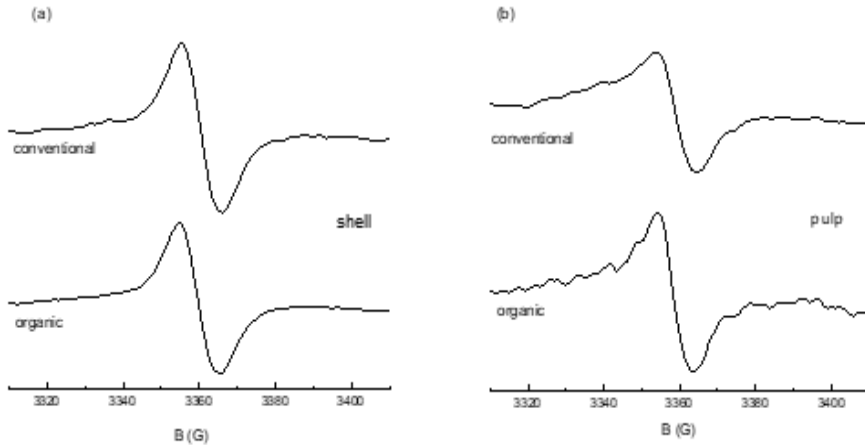 (a)
conventional
shell
organic
3320 3340 3360 3380 3400
B (G)
(b)
conventional
pulp
organic
3320 3340 3360 3380 3400
B (G)